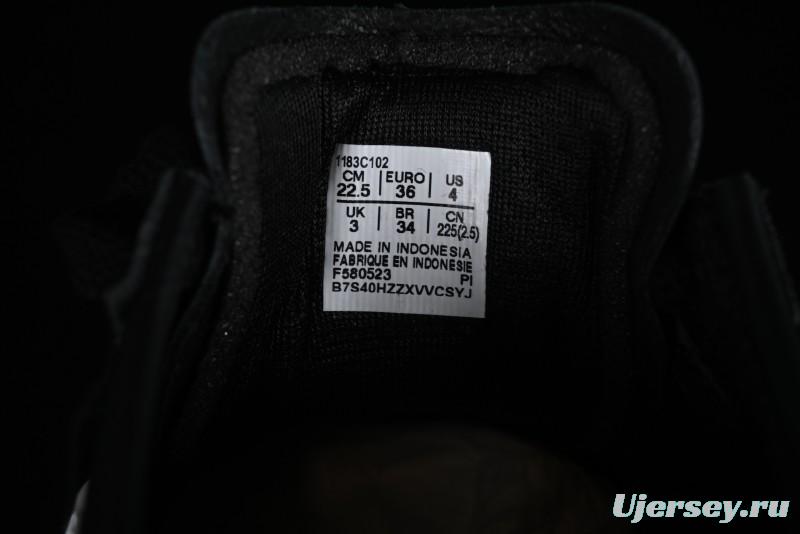 1183C102
CM | EURO | US
22.5 | 36 | 4
UK | BR | CN
3 | 34 | 225(2.5)
MADE IN INDONESIA
FABRIQUE EN INDONESIE
F580523 PI
B7S40HZZXVVCSYJ
Ujersey.ru